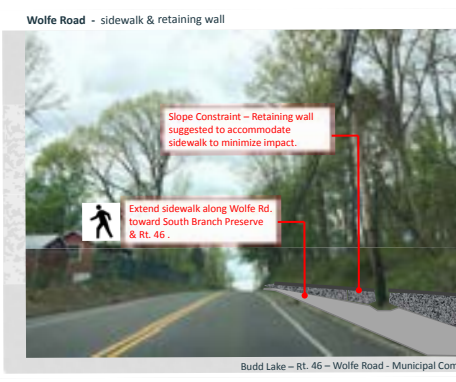 Wolfe Road - sidewalk & retaining wall
Slope Constraint – Retaining wall
suggested to accommodate
sidewalk to minimize impact.
Extend sidewalk along Wolfe Rd.
toward South Branch Preserve
& Rt. 46 .
Budd Lake – Rt. 46 – Wolfe Road - Municipal Com